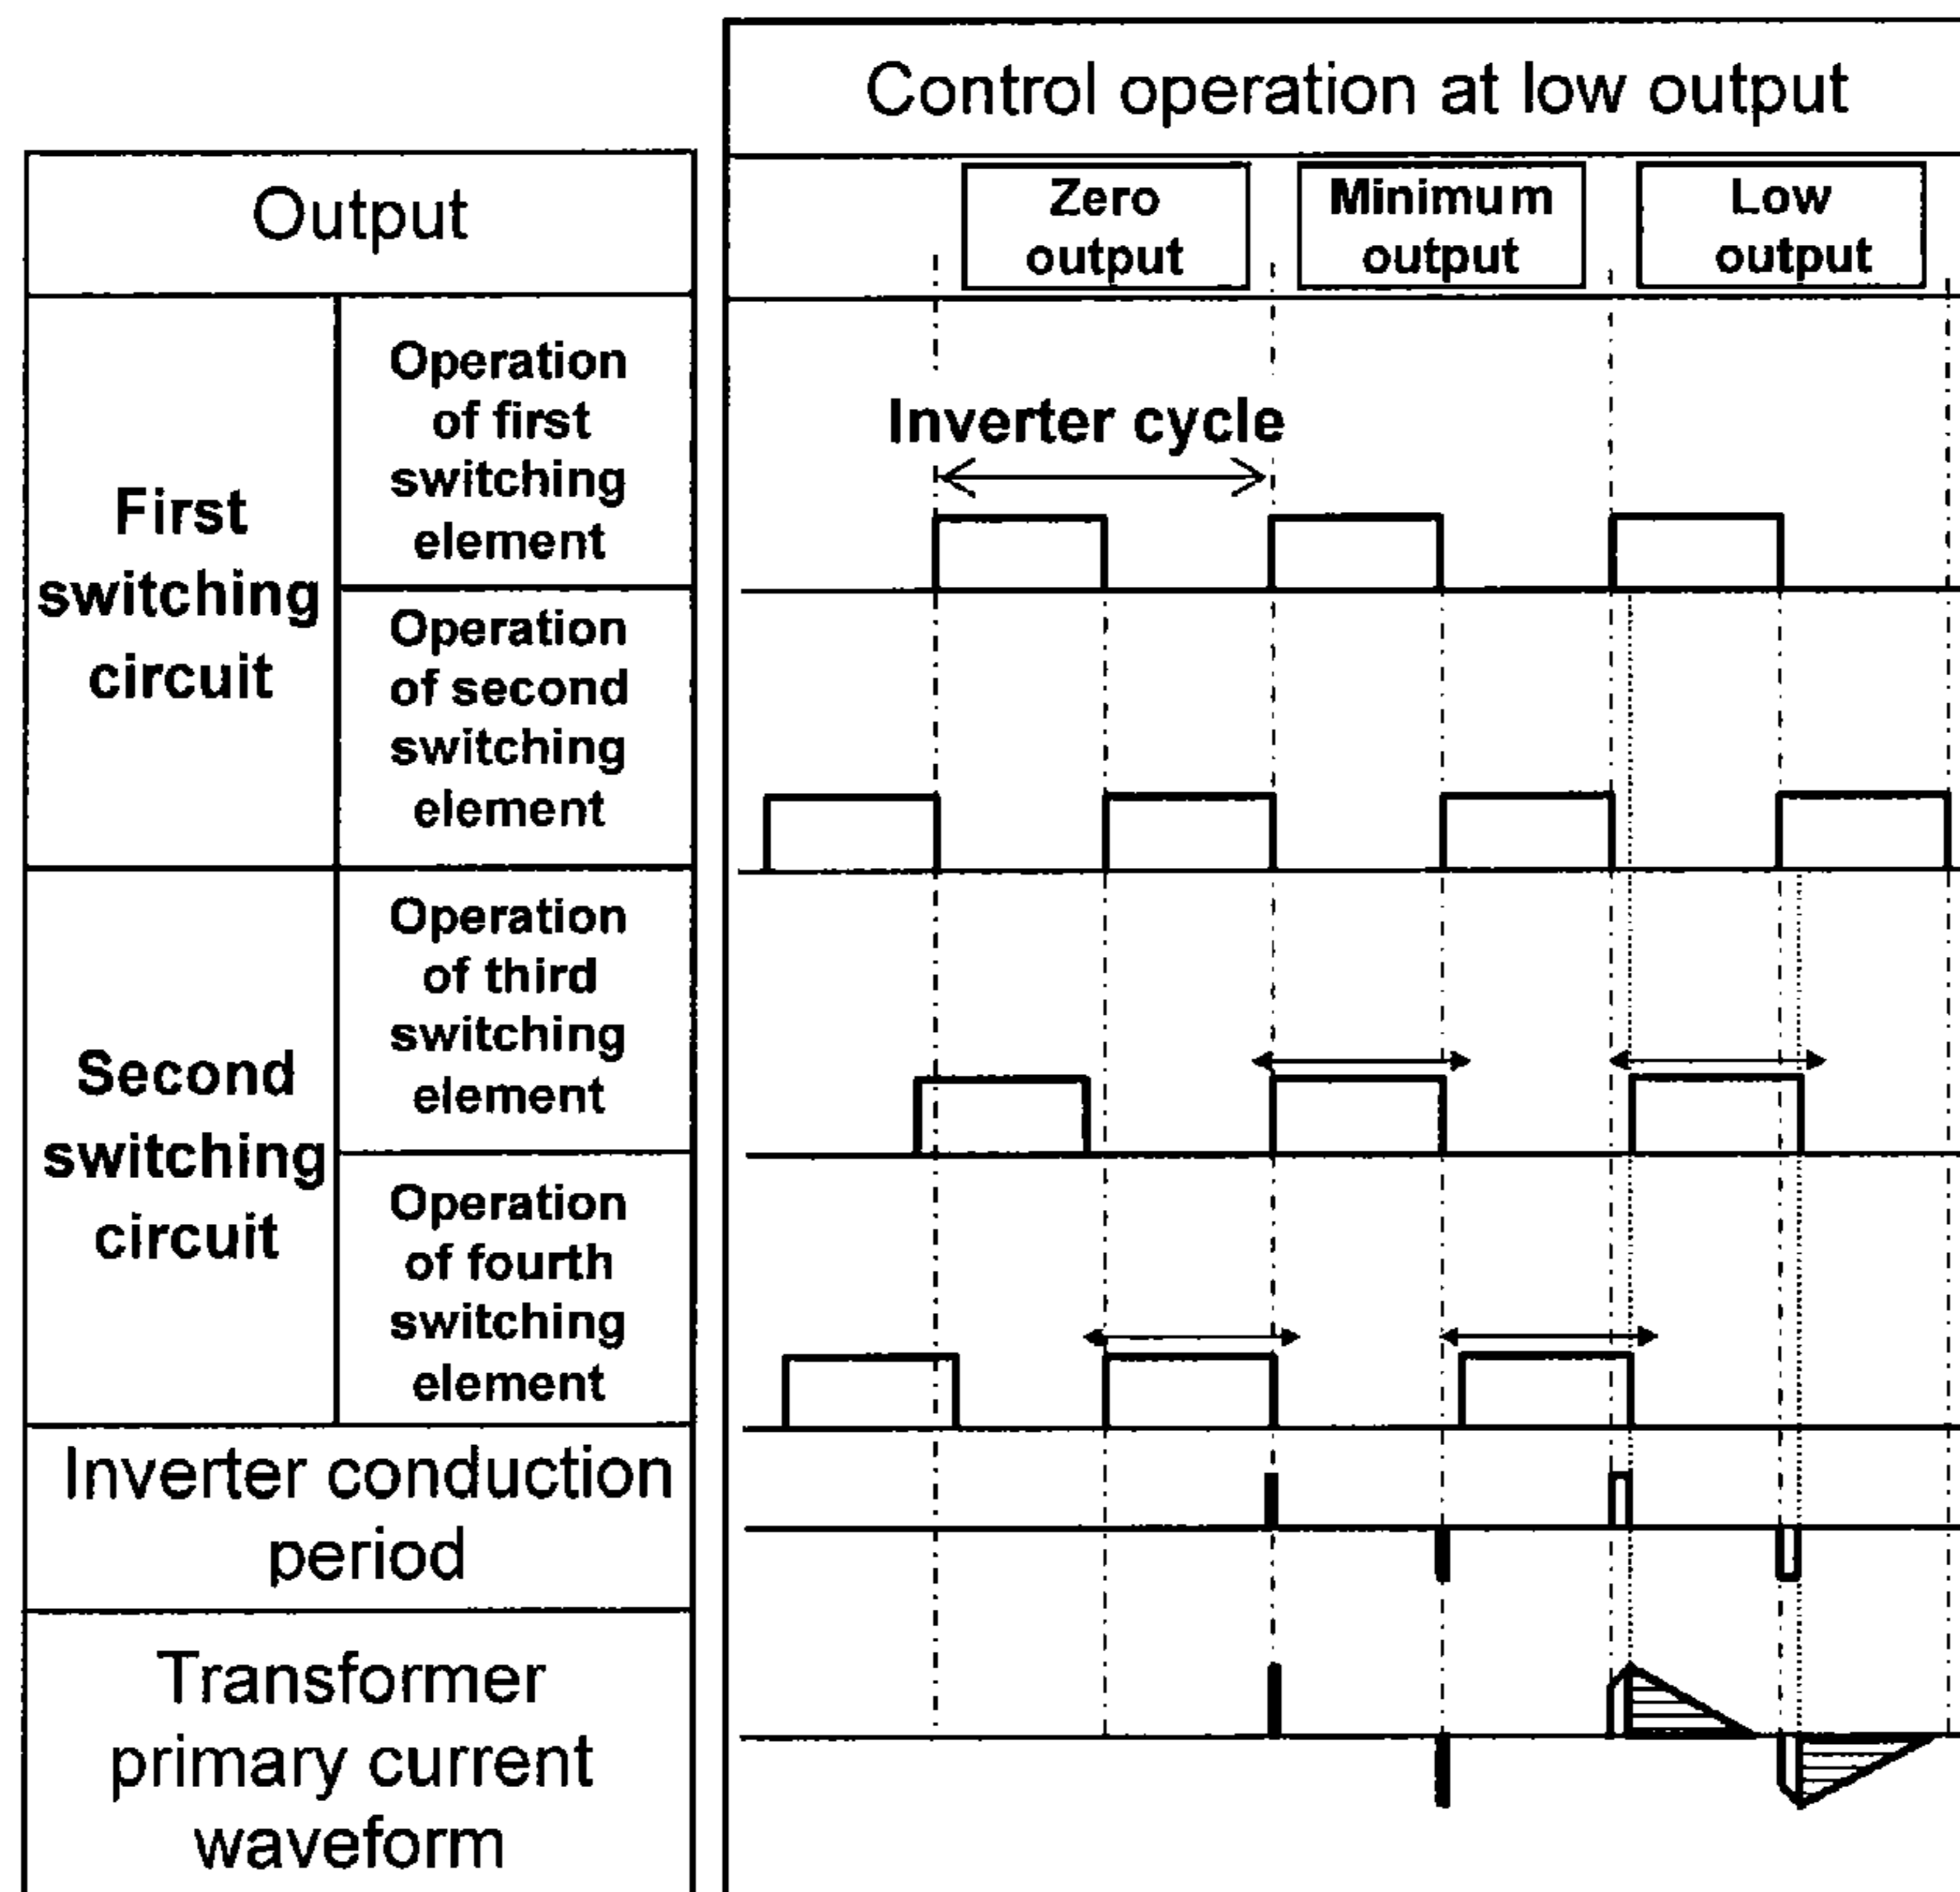 Control operation at low output
Output
Zero
output
Minimum
output
Low
output
First
switching
circuit
Operation
of first
switching
element
Inverter cycle
Operation
of second
switching
element
Second
switching
circuit
Operation
of third
switching
element
Operation
of fourth
switching
element
Inverter conduction
period
Transformer
primary current
waveform